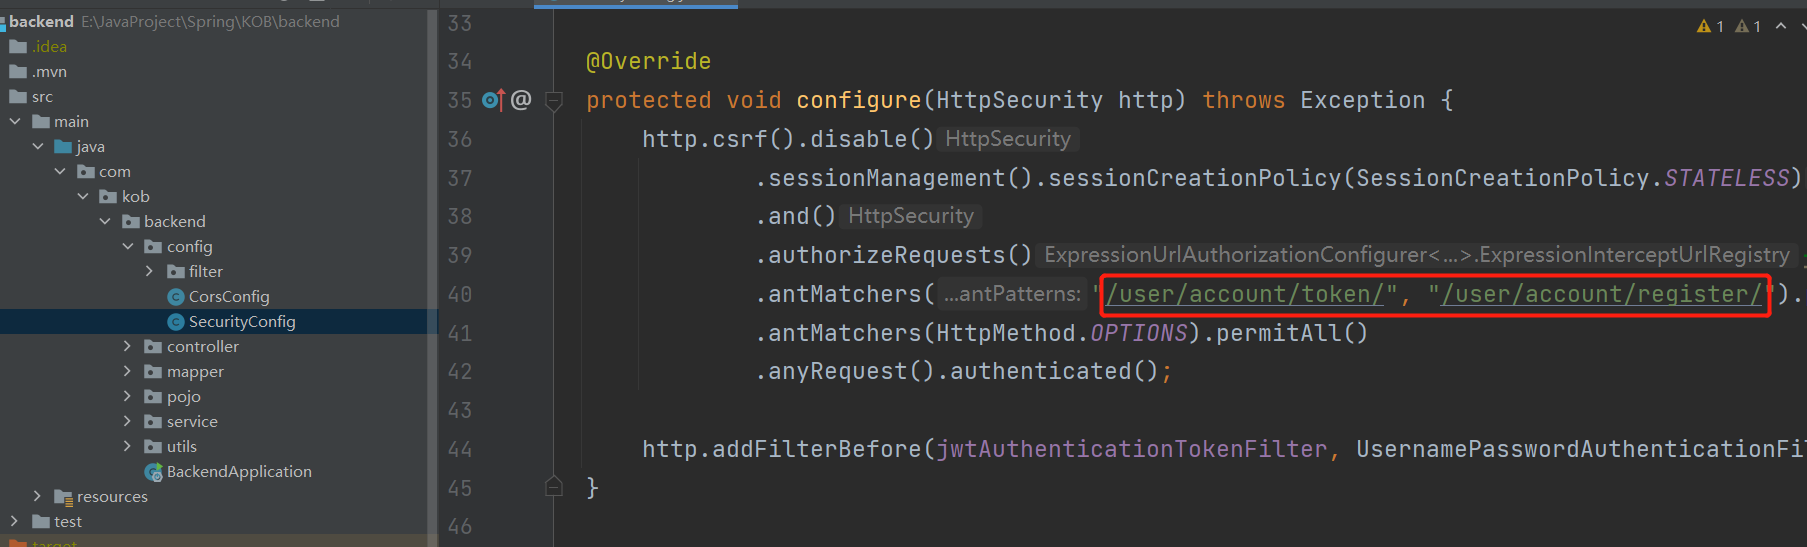 backend E:\JavaProject\Spring\KOB\backend
.idea
.mvn
src
main
java
com
kob
backend
config
filter
CorsConfig
SecurityConfig
controller
mapper
pojo
service
utils
BackendApplication
resources
test
target
1 1
33
34 @Override
35 @ protected void configure(HttpSecurity http) throws Exception {
36 http.csrf().disable() HttpSecurity
37 .sessionManagement().sessionCreationPolicy(SessionCreationPolicy.STATELESS)
38 .and() HttpSecurity
39 .authorizeRequests() ExpressionUrlAuthorizationConfigurer<...>.ExpressionInterceptUrlRegistry
40 .antMatchers( ...antPatterns: "/user/account/token/", "/user/account/register/").
41 .antMatchers(HttpMethod.OPTIONS).permitAll()
42 .anyRequest().authenticated();
43
44 http.addFilterBefore(jwtAuthenticationTokenFilter, UsernamePasswordAuthenticationFi
45 }
46